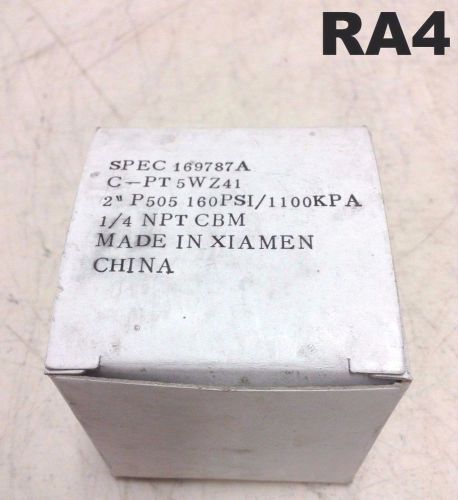 RA4
SPEC 169787A
C-PT 5WZ41
2" P505 160PSI/1100KPA
1/4 NPT CBM
MADE IN XIAMEN
CHINA